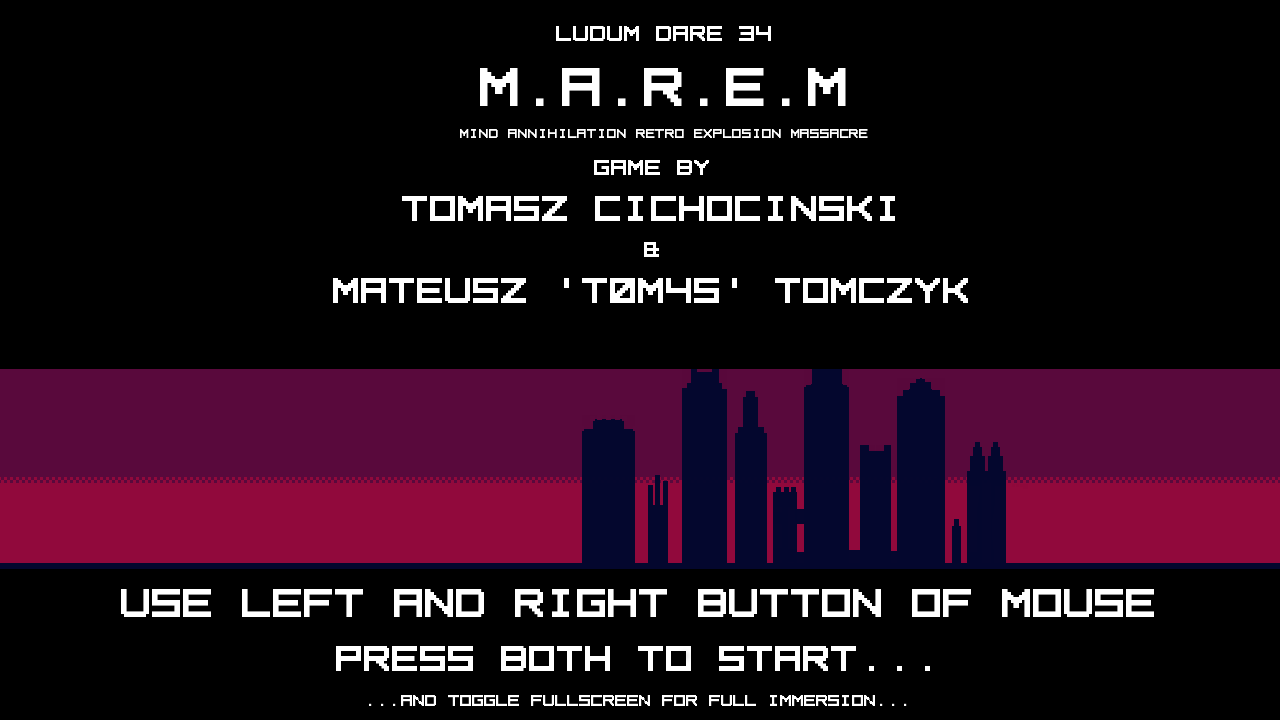 LUDUM DARE 34
M.A.R.E.M
MIND ANNIHILATION RETRO EXPLOSION MASSACRE
GAME BY
TOMASZ CICHOCINSKI
&
MATEUSZ 'TØM4S' TOMCZYK
USE LEFT AND RIGHT BUTTON OF MOUSE
PRESS BOTH TO START...
...AND TOGGLE FULLSCREEN FOR FULL IMMERSION...